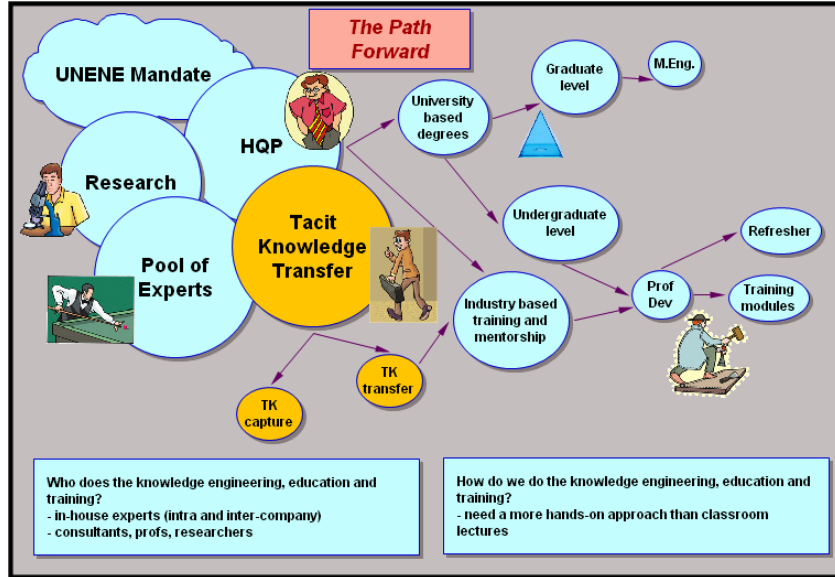 The Path
Forward
UNENE Mandate
HQP
Research
Pool of
Experts
Tacit
Knowledge
Transfer
University
based
degrees
Graduate
level
M.Eng.
Undergraduate
level
Industry based
training and
mentorship
Prof
Dev
Refresher
Training
modules
TK
transfer
TK
capture
Who does the knowledge engineering, education and
training?
- in-house experts (intra and inter-company)
- consultants, profs, researchers
How do we do the knowledge engineering, education and
training?
- need a more hands-on approach than classroom
lectures